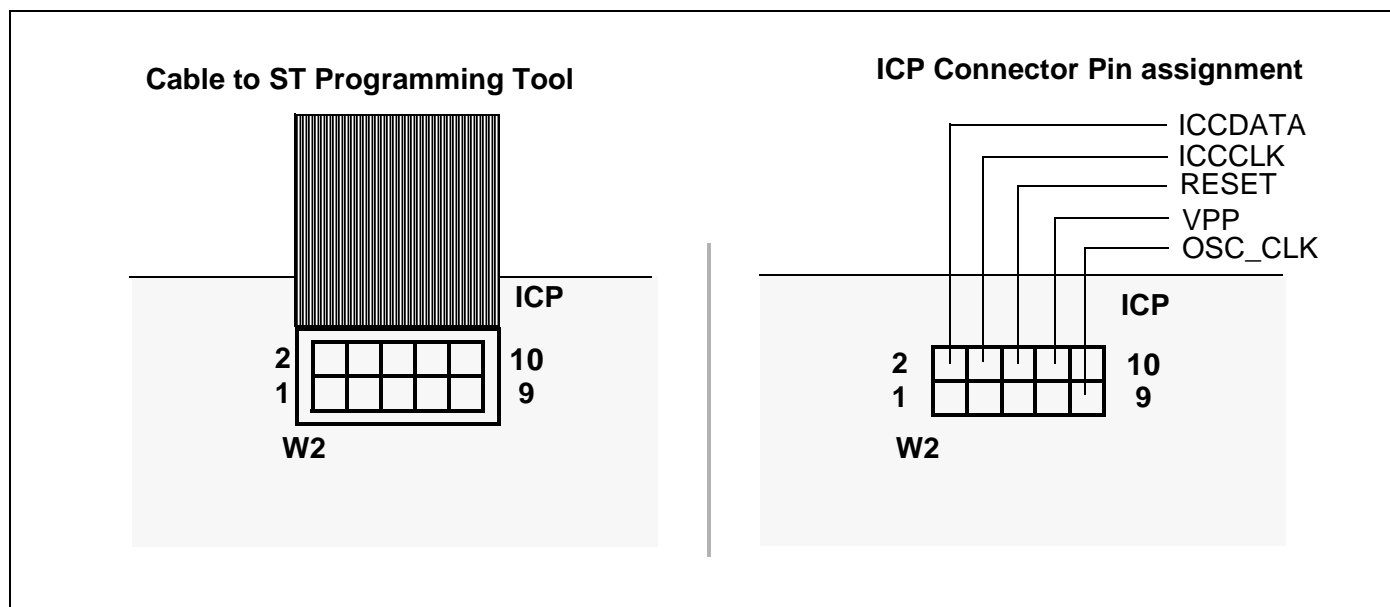 Cable to ST Programming Tool
ICP
2
10
1
9
W2
ICP Connector Pin assignment
ICCDATA
ICCCLK
RESET
VPP
OSC_CLK
ICP
2
10
1
9
W2